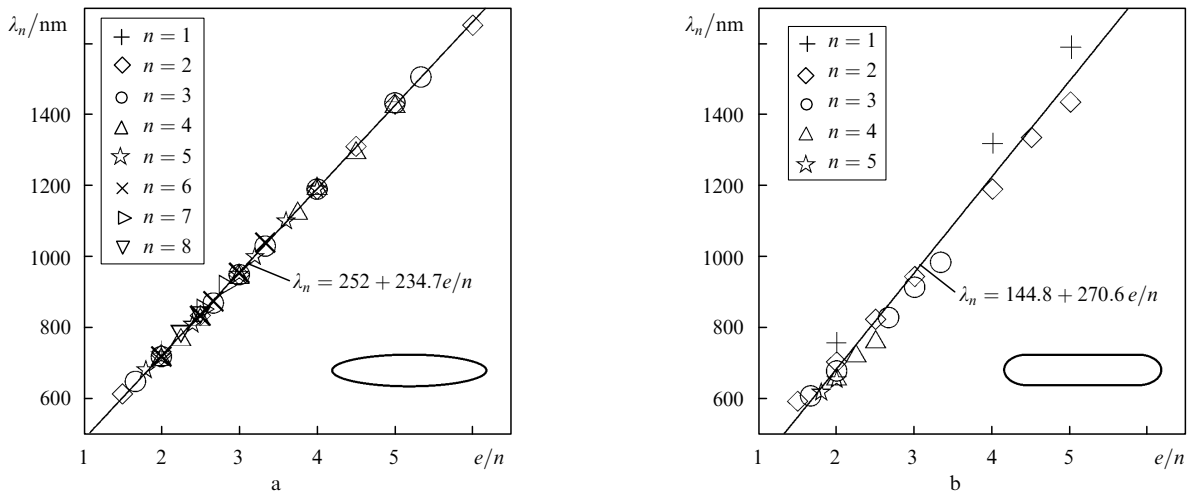 λₙ/nm
n = 1
n = 2
n = 3
n = 4
n = 5
n = 6
n = 7
n = 8
1400
1200
1000
800
600
λₙ = 252 + 234.7e/n
1 2 3 4 5 e/n
a
λₙ/nm
n = 1
n = 2
n = 3
n = 4
n = 5
1400
1200
1000
800
600
λₙ = 144.8 + 270.6 e/n
1 2 3 4 5 e/n
b